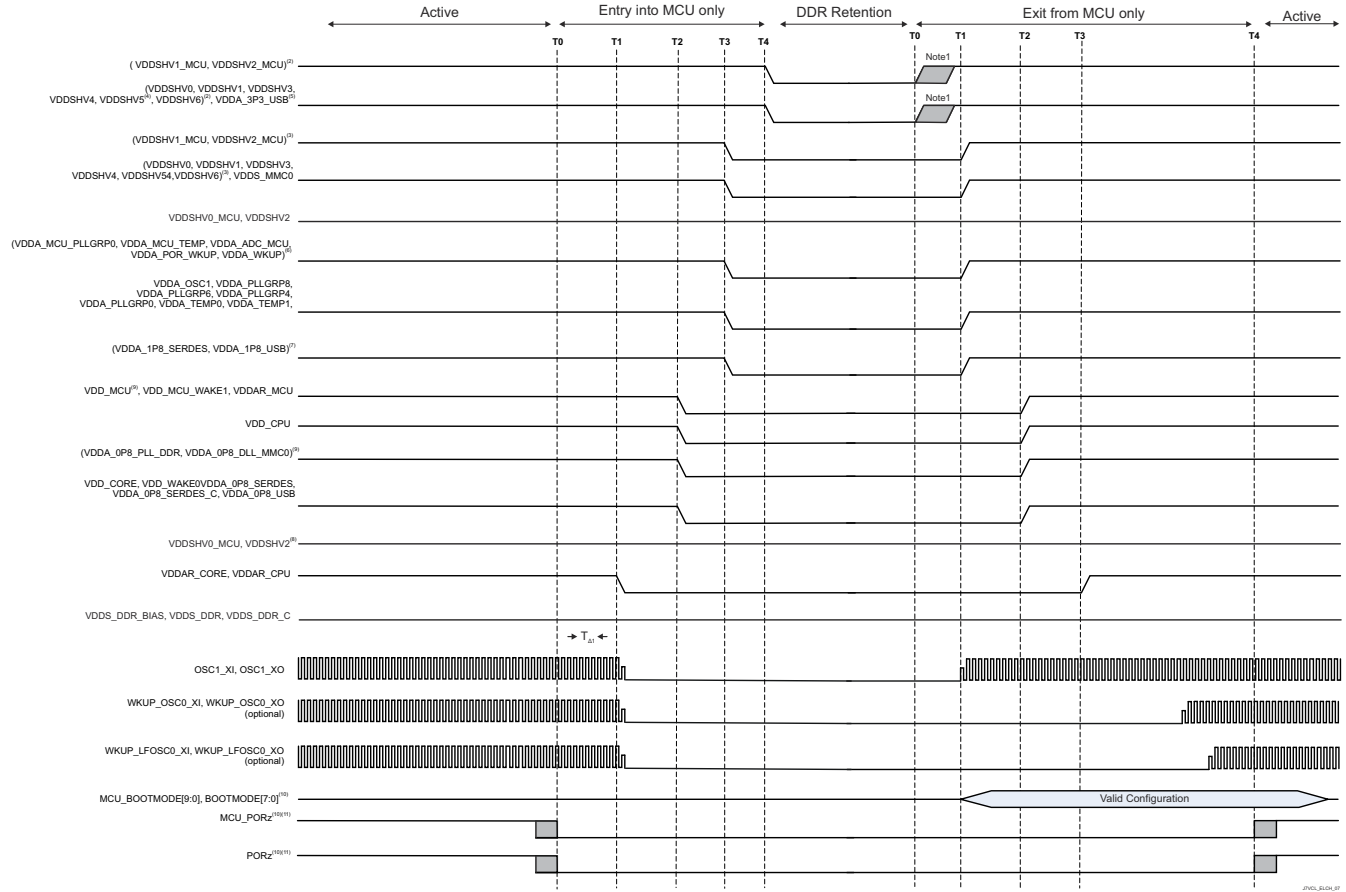 Active Entry into MCU only DDR Retention Exit from MCU only Active
T0 T1 T2 T3 T4 T0 T1 T2 T3 T4
( VDDSHV1_MCU, VDDSHV2_MCU)(2)
Note1
(VDDSHV0, VDDSHV1, VDDSHV3,
VDDSHV4, VDDSHV5(4), VDDSHV6)(2), VDDA_3P3_USB(5)
Note1
(VDDSHV1_MCU, VDDSHV2_MCU)(3)
(VDDSHV0, VDDSHV1, VDDSHV3,
VDDSHV4, VDDSHV54,VDDSHV6)(3), VDDS_MMC0
VDDSHV0_MCU, VDDSHV2
(VDDA_MCU_PLLGRP0, VDDA_MCU_TEMP, VDDA_ADC_MCU,
VDDA_POR_WKUP, VDDA_WKUP)(6)
VDDA_OSC1, VDDA_PLLGRP8,
VDDA_PLLGRP6, VDDA_PLLGRP4,
VDDA_PLLGRP0, VDDA_TEMP0, VDDA_TEMP1,
(VDDA_1P8_SERDES, VDDA_1P8_USB)(7)
VDD_MCU(9), VDD_MCU_WAKE1, VDDAR_MCU
VDD_CPU
(VDDA_0P8_PLL_DDR, VDDA_0P8_DLL_MMC0)(9)
VDD_CORE, VDD_WAKE0VDDA_0P8_SERDES,
VDDA_0P8_SERDES_C, VDDA_0P8_USB
VDDSHV0_MCU, VDDSHV2(8)
VDDAR_CORE, VDDAR_CPU
VDDS_DDR_BIAS, VDDS_DDR, VDDS_DDR_C
TΔ1
OSC1_XI, OSC1_XO
WKUP_OSC0_XI, WKUP_OSC0_XO
(optional)
WKUP_LFOSC0_XI, WKUP_LFOSC0_XO
(optional)
MCU_BOOTMODE[9:0], BOOTMODE[7:0](10)
Valid Configuration
MCU_PORz(10)(11)
PORz(10)(11)
J7VCL_ELCH_07